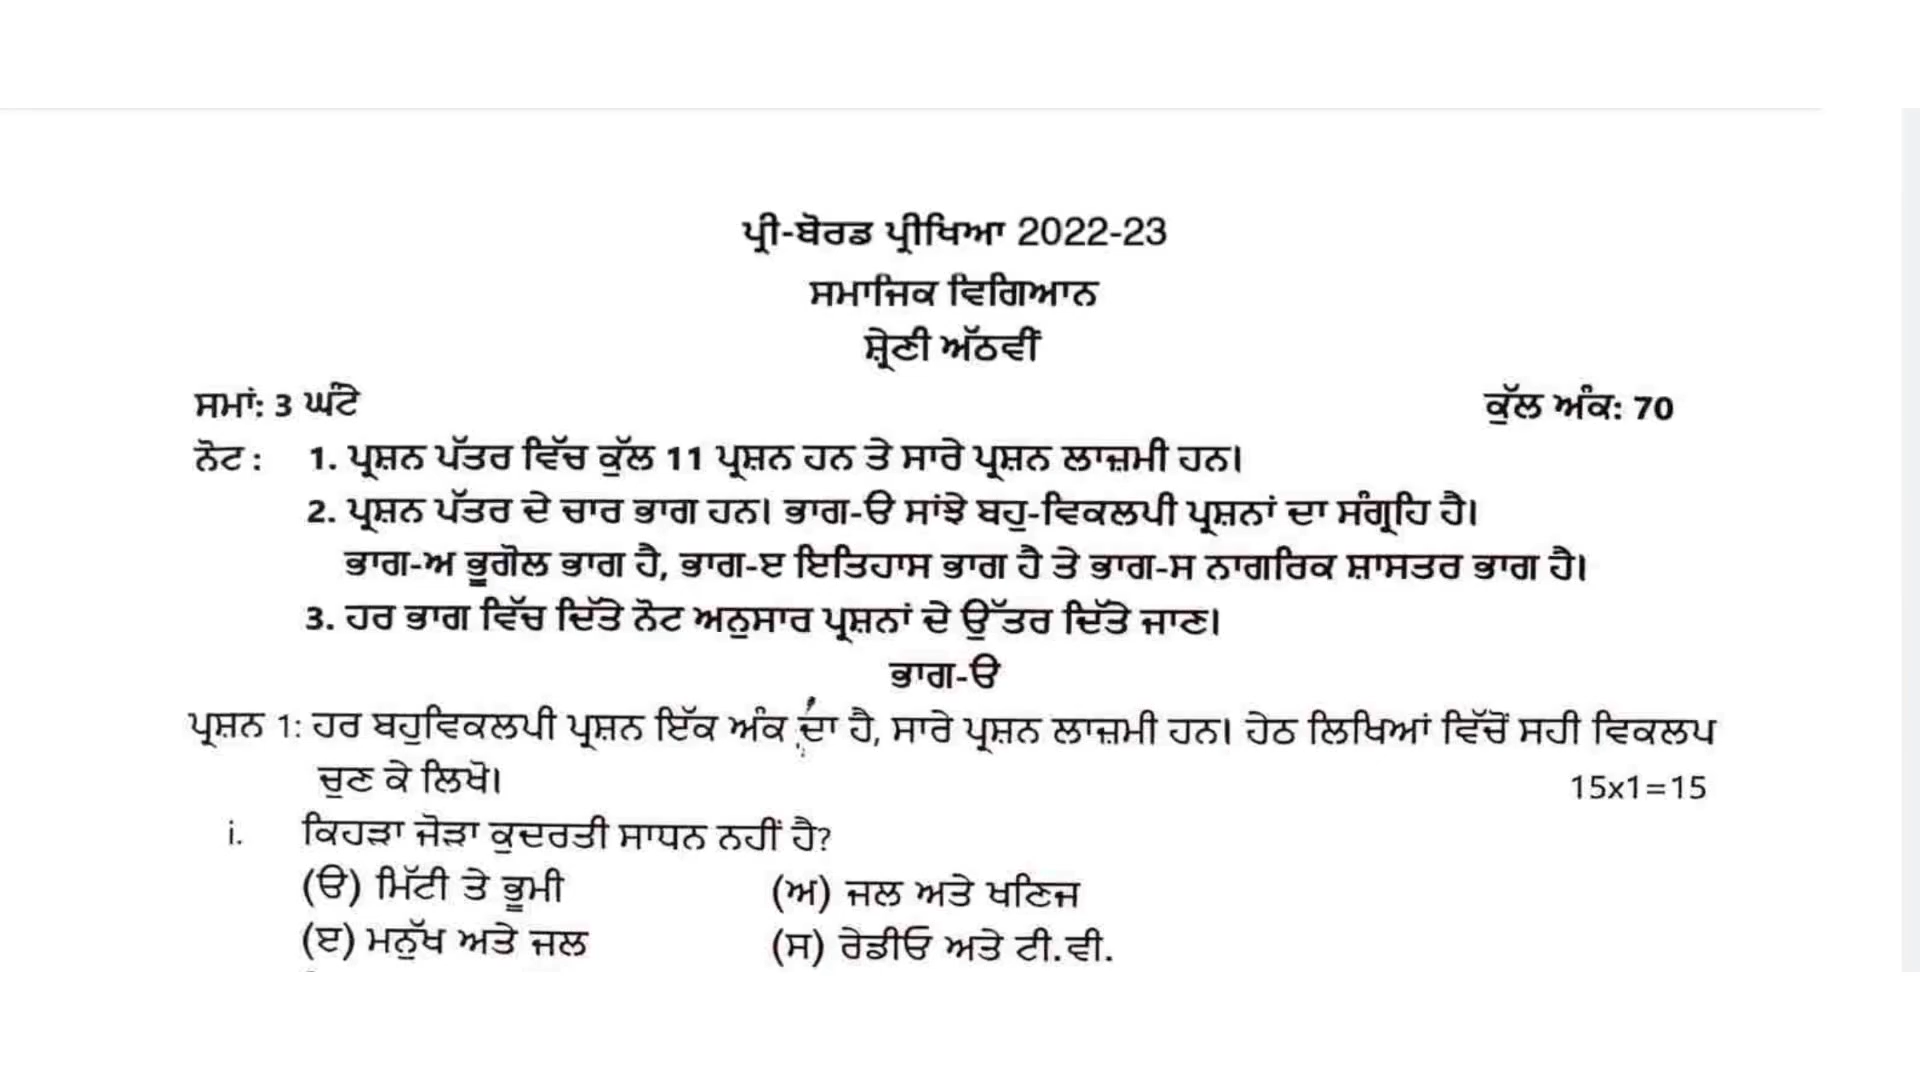 ਪ੍ਰੀ-ਬੋਰਡ ਪ੍ਰੀਖਿਆ 2022-23
ਸਮਾਜਿਕ ਵਿਗਿਆਨ
ਸ਼੍ਰੇਣੀ ਅੱਠਵੀਂ
ਸਮਾਂ: 3 ਘੰਟੇ ਕੁੱਲ ਅੰਕ: 70
ਨੋਟ : 1. ਪ੍ਰਸ਼ਨ ਪੱਤਰ ਵਿੱਚ ਕੁੱਲ 11 ਪ੍ਰਸ਼ਨ ਹਨ ਤੇ ਸਾਰੇ ਪ੍ਰਸ਼ਨ ਲਾਜ਼ਮੀ ਹਨ।
2. ਪ੍ਰਸ਼ਨ ਪੱਤਰ ਦੇ ਚਾਰ ਭਾਗ ਹਨ। ਭਾਗ-ੳ ਸਾਂਝੇ ਬਹੁ-ਵਿਕਲਪੀ ਪ੍ਰਸ਼ਨਾਂ ਦਾ ਸੰਗ੍ਰਹਿ ਹੈ।
ਭਾਗ-ਅ ਭੂਗੋਲ ਭਾਗ ਹੈ, ਭਾਗ-ੲ ਇਤਿਹਾਸ ਭਾਗ ਹੈ ਤੇ ਭਾਗ-ਸ ਨਾਗਰਿਕ ਸ਼ਾਸਤਰ ਭਾਗ ਹੈ।
3. ਹਰ ਭਾਗ ਵਿੱਚ ਦਿੱਤੇ ਨੋਟ ਅਨੁਸਾਰ ਪ੍ਰਸ਼ਨਾਂ ਦੇ ਉੱਤਰ ਦਿੱਤੇ ਜਾਣ।
ਭਾਗ-ੳ
ਪ੍ਰਸ਼ਨ 1: ਹਰ ਬਹੁਵਿਕਲਪੀ ਪ੍ਰਸ਼ਨ ਇੱਕ ਅੰਕ ਦਾ ਹੈ, ਸਾਰੇ ਪ੍ਰਸ਼ਨ ਲਾਜ਼ਮੀ ਹਨ। ਹੇਠ ਲਿਖਿਆਂ ਵਿੱਚੋਂ ਸਹੀ ਵਿਕਲਪ
ਚੁਣ ਕੇ ਲਿਖੋ। 15x1=15
i. ਕਿਹੜਾ ਜੋੜਾ ਕੁਦਰਤੀ ਸਾਧਨ ਨਹੀਂ ਹੈ?
(ੳ) ਮਿੱਟੀ ਤੇ ਭੂਮੀ (ਅ) ਜਲ ਅਤੇ ਖਣਿਜ
(ੲ) ਮਨੁੱਖ ਅਤੇ ਜਲ (ਸ) ਰੇਡੀਓ ਅਤੇ ਟੀ.ਵੀ.